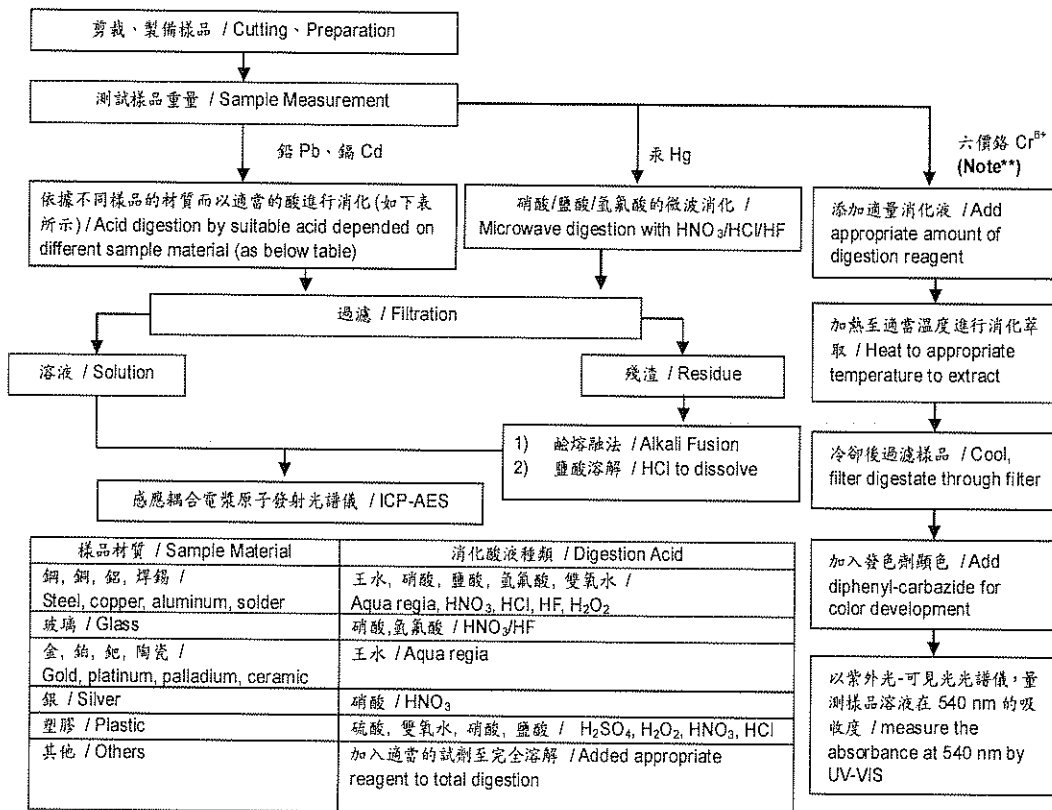 剪裁、製備樣品 / Cutting、Preparation
測試樣品重量 / Sample Measurement
鉛 Pb、鎘 Cd
汞 Hg
六價鉻 Cr⁶⁺
(Note**)
依據不同樣品的材質而以適當的酸進行消化(如下表
所示) / Acid digestion by suitable acid depended on
different sample material (as below table)
硝酸/鹽酸/氫氟酸的微波消化 /
Microwave digestion with HNO₃/HCl/HF
添加適量消化液 / Add
appropriate amount of
digestion reagent
過濾 / Filtration
溶液 / Solution
殘渣 / Residue
加熱至適當溫度進行消化萃
取 / Heat to appropriate
temperature to extract
1) 鹼熔融法 / Alkali Fusion
2) 鹽酸溶解 / HCl to dissolve
冷卻後過濾樣品 / Cool,
filter digestate through filter
感應耦合電漿原子發射光譜儀 / ICP-AES
加入發色劑顯色 / Add
diphenyl-carbazide for
color development
以紫外光-可見光光譜儀,量
測樣品溶液在 540 nm 的吸
收度 / measure the
absorbance at 540 nm by
UV-VIS
樣品材質 / Sample Material 消化酸液種類 / Digestion Acid
鋼, 銅, 鋁, 焊錫 / 王水, 硝酸, 鹽酸, 氫氟酸, 雙氧水 /
Steel, copper, aluminum, solder Aqua regia, HNO₃, HCl, HF, H₂O₂
玻璃 / Glass 硝酸,氫氟酸 / HNO₃/HF
金, 鉑, 鈀, 陶瓷 / 王水 / Aqua regia
Gold, platinum, palladium, ceramic
銀 / Silver 硝酸 / HNO₃
塑膠 / Plastic 硫酸, 雙氧水, 硝酸, 鹽酸 / H₂SO₄, H₂O₂, HNO₃, HCl
其他 / Others 加入適當的試劑至完全溶解 / Added appropriate
reagent to total digestion